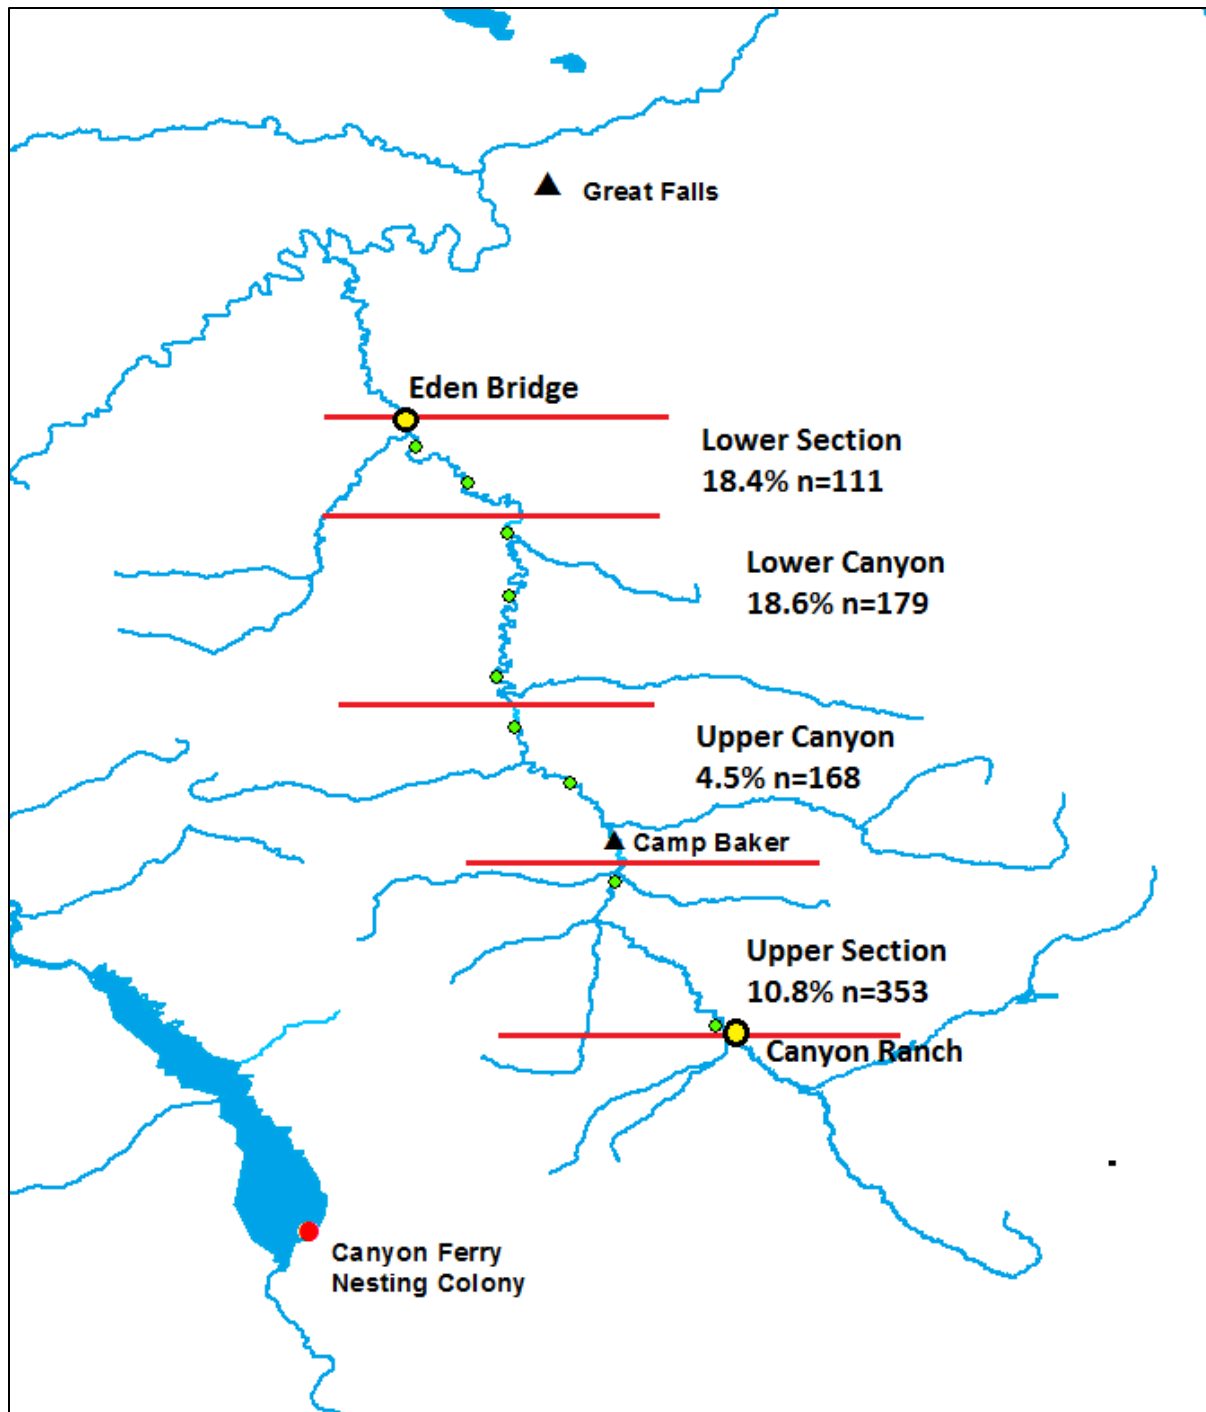 Great Falls
Eden Bridge
Lower Section
18.4% n=111
Lower Canyon
18.6% n=179
Upper Canyon
4.5% n=168
Camp Baker
Upper Section
10.8% n=353
Canyon Ranch
Canyon Ferry
Nesting Colony